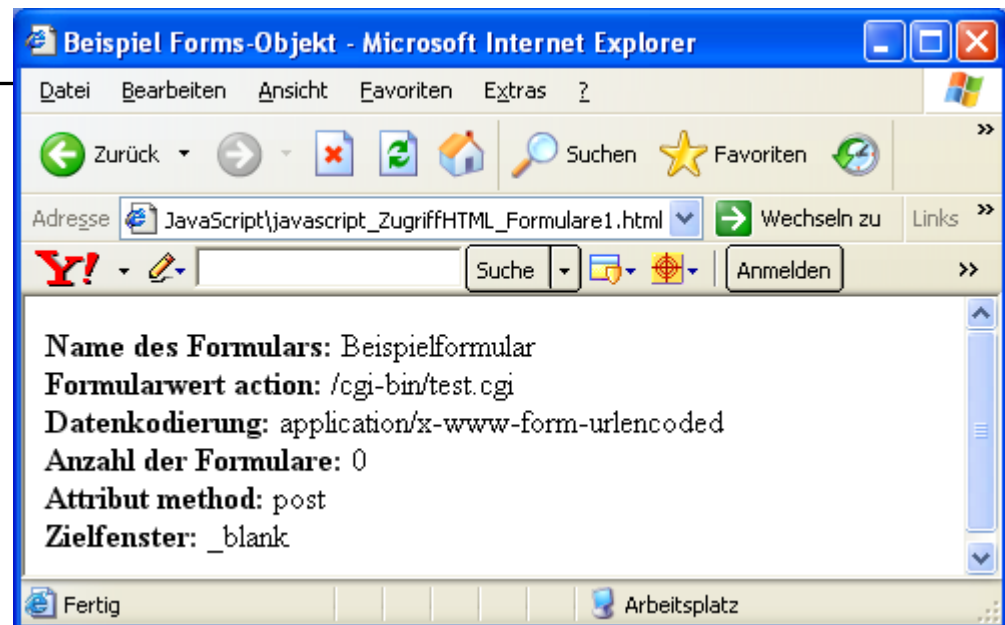 Beispiel Forms-Objekt - Microsoft Internet Explorer
Datei Bearbeiten Ansicht Favoriten Extras ?
Zurück Suchen Favoriten »
Adresse JavaScript\javascript_ZugriffHTML_Formulare1.html Wechseln zu Links »
Y! Suche Anmelden »
Name des Formulars: Beispielformular
Formularwert action: /cgi-bin/test.cgi
Datenkodierung: application/x-www-form-urlencoded
Anzahl der Formulare: 0
Attribut method: post
Zielfenster: _blank
Fertig Arbeitsplatz